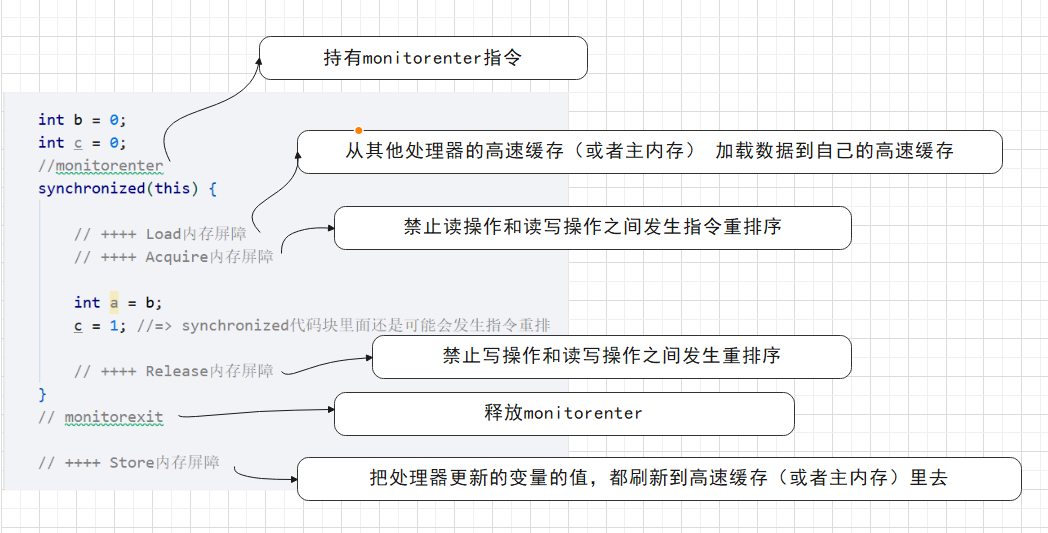 持有monitorenter指令
int b = 0;
int c = 0;
//monitorenter
从其他处理器的高速缓存（或者主内存） 加载数据到自己的高速缓存
synchronized(this) {
// ++++ Load内存屏障
禁止读操作和读写操作之间发生指令重排序
// ++++ Acquire内存屏障
int a = b;
c = 1; //=> synchronized代码块里面还是可能会发生指令重排
禁止写操作和读写操作之间发生重排序
// ++++ Release内存屏障
}
释放monitorenter
// monitorexit
// ++++ Store内存屏障
把处理器更新的变量的值，都刷新到高速缓存（或者主内存）里去